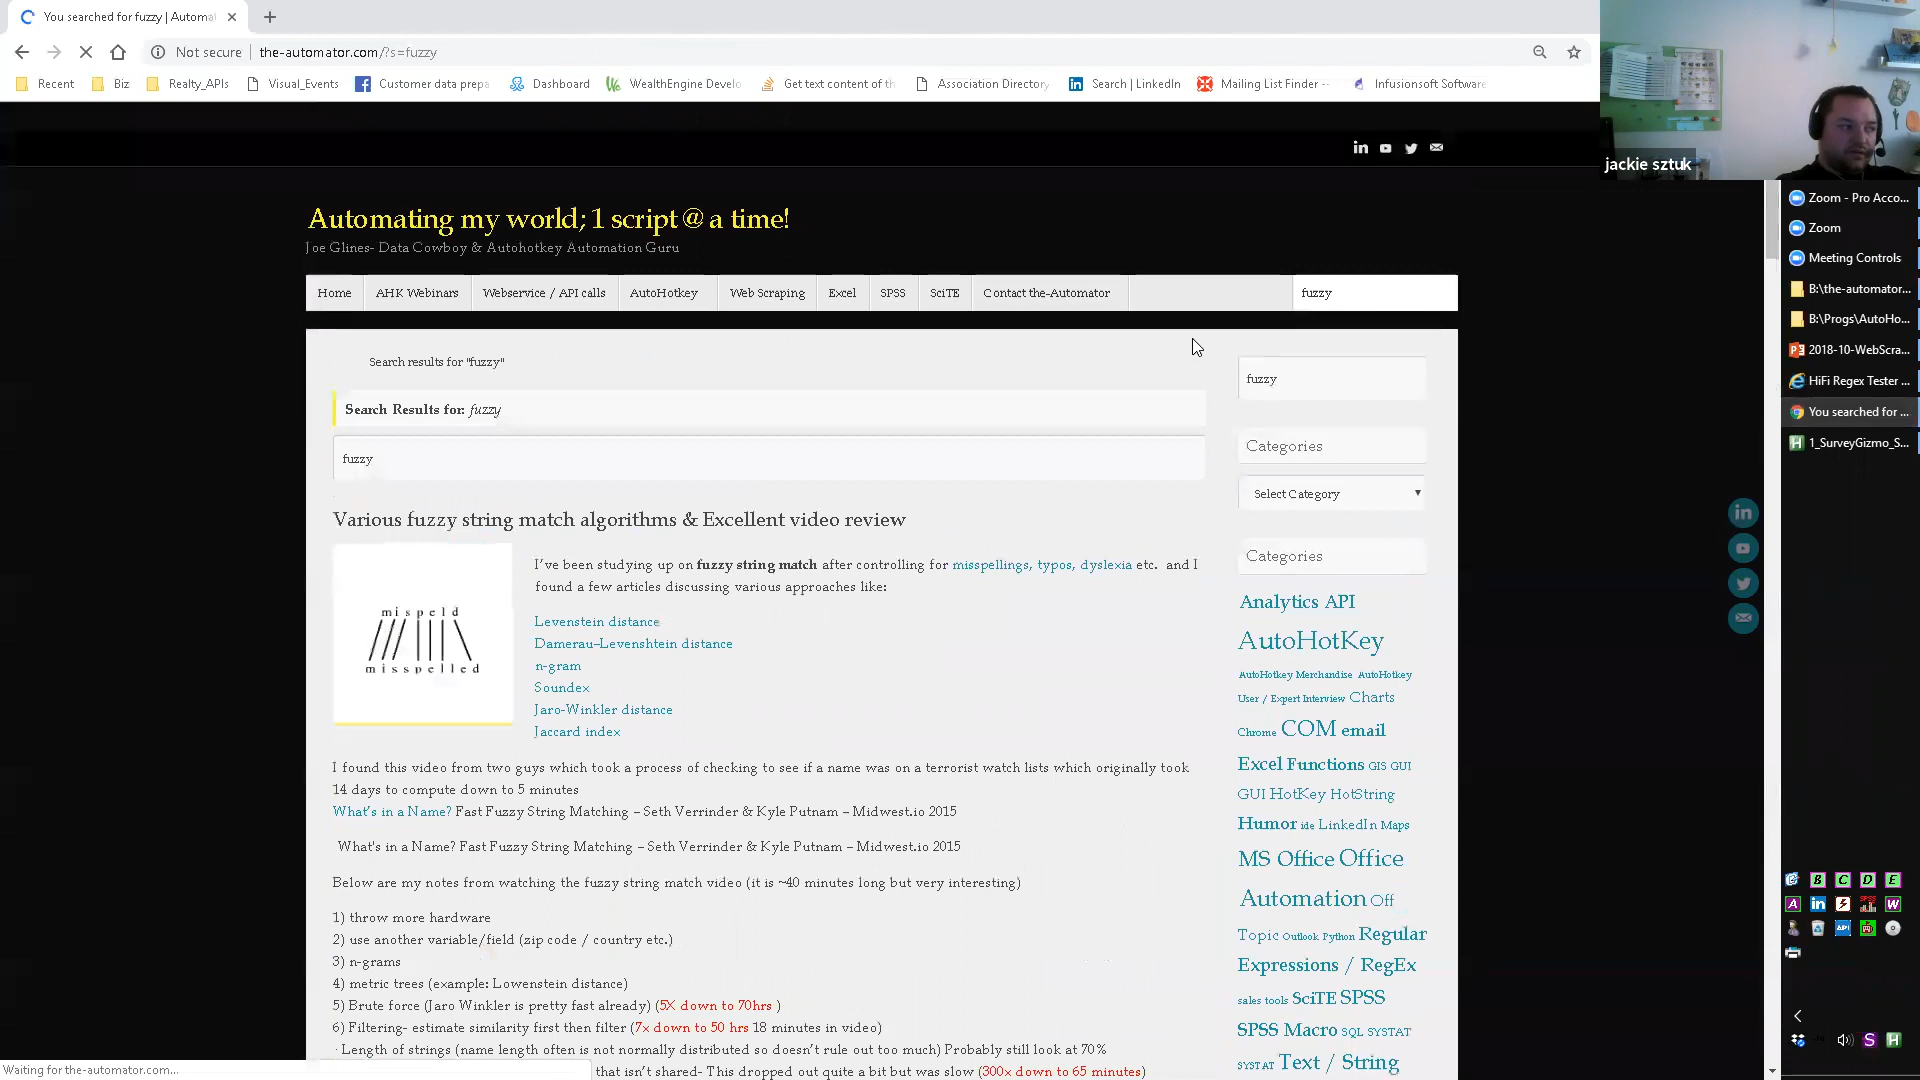 You searched for fuzzy | Automa
Not secure
the-automator.com/?s=fuzzy
Recent
Biz
Realty_APIs
Visual_Events
Customer data prepa
Dashboard
WealthEngine Develo
Get text content of th
Association Directory
Search | LinkedIn
Mailing List Finder --
Infusionsoft Software
jackie sztuk
Automating my world; 1 script @ a time!
Joe Glines- Data Cowboy & Autohotkey Automation Guru
Home
AHK Webinars
Webservice / API calls
AutoHotkey
Web Scraping
Excel
SPSS
SciTE
Contact the-Automator
fuzzy
Search results for "fuzzy"
Search Results for: fuzzy
fuzzy
Various fuzzy string match algorithms & Excellent video review
mispeld
misspelled
I've been studying up on fuzzy string match after controlling for misspellings, typos, dyslexia etc. and I
found a few articles discussing various approaches like:
Levenstein distance
Damerau–Levenshtein distance
n-gram
Soundex
Jaro-Winkler distance
Jaccard index
I found this video from two guys which took a process of checking to see if a name was on a terrorist watch lists which originally took
14 days to compute down to 5 minutes
What's in a Name? Fast Fuzzy String Matching – Seth Verrinder & Kyle Putnam – Midwest.io 2015
What's in a Name? Fast Fuzzy String Matching – Seth Verrinder & Kyle Putnam – Midwest.io 2015
Below are my notes from watching the fuzzy string match video (it is ~40 minutes long but very interesting)
1) throw more hardware
2) use another variable/field (zip code / country etc.)
3) n-grams
4) metric trees (example: Lowenstein distance)
5) Brute force (Jaro Winkler is pretty fast already) (5X down to 70hrs )
6) Filtering- estimate similarity first then filter (7x down to 50 hrs 18 minutes in video)
· Length of strings (name length often is not normally distributed so doesn't rule out too much) Probably still look at 70%
that isn't shared- This dropped out quite a bit but was slow (300x down to 65 minutes)
Waiting for the-automator.com...
fuzzy
Categories
Select Category
Categories
Analytics API
AutoHotKey
AutoHotkey Merchandise AutoHotkey
User / Expert Interview Charts
Chrome COM email
Excel Functions GIS GUI
GUI HotKey HotString
Humor ide LinkedIn Maps
MS Office Office
Automation Off
Topic Outlook Python Regular
Expressions / RegEx
sales tools SciTE SPSS
SPSS Macro SQL SYSTAT
SYSTAT Text / String
Zoom - Pro Acco...
Zoom
Meeting Controls
B:\the-automator...
B:\Progs\AutoHo...
2018-10-WebScra...
HiFi Regex Tester ...
You searched for ...
1_SurveyGizmo_S...
B C D E
A in SPSS W
API
S H